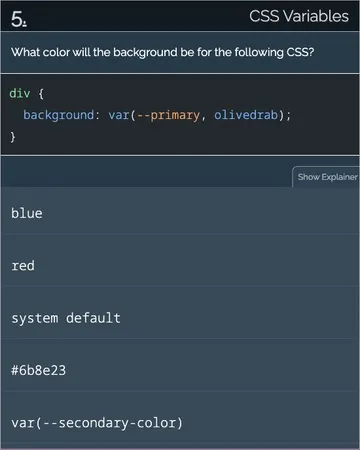 5. CSS Variables
What color will the background be for the following CSS?
div {
  background: var(--primary, olivedrab);
}
Show Explainer
blue
red
system default
#6b8e23
var(--secondary-color)